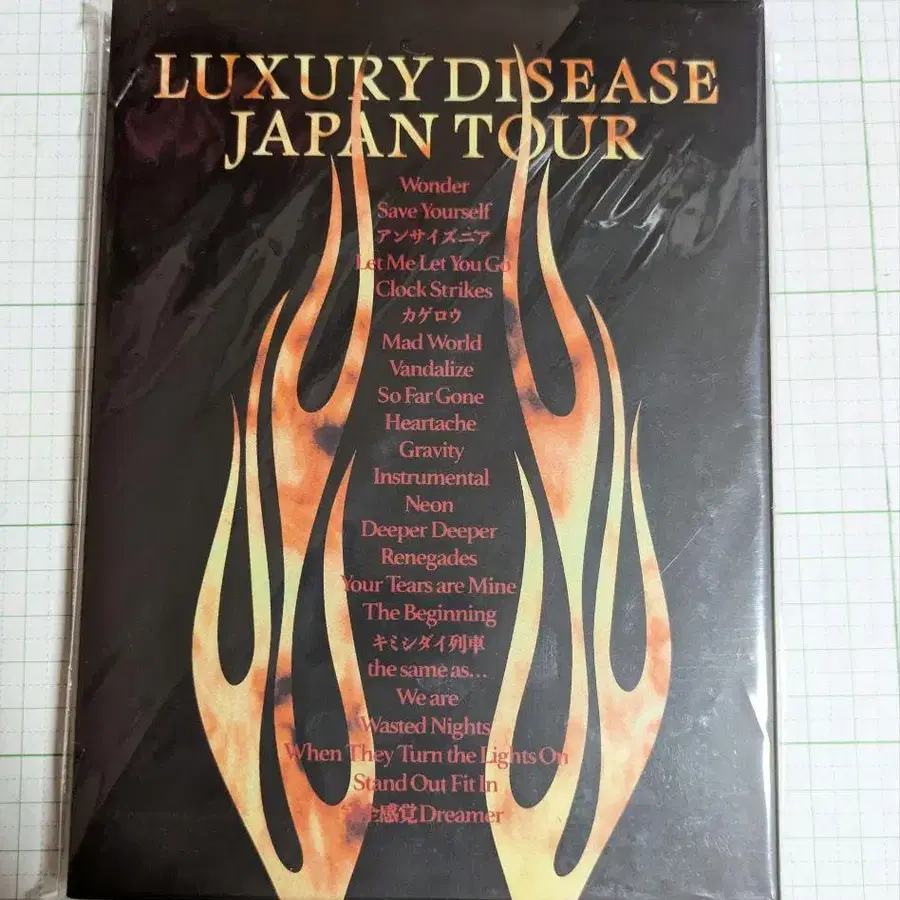 LUXURY DISEASE
JAPAN TOUR
Wonder
Save Yourself
アンサイズニア
Let Me Let You Go
Clock Strikes
カゲロウ
Mad World
Vandalize
So Far Gone
Heartache
Gravity
Instrumental
Neon
Deeper Deeper
Renegades
Your Tears are Mine
The Beginning
キミシダイ列車
the same as...
We are
Wasted Nights
When They Turn the Lights On
Stand Out Fit In
完全感覚Dreamer